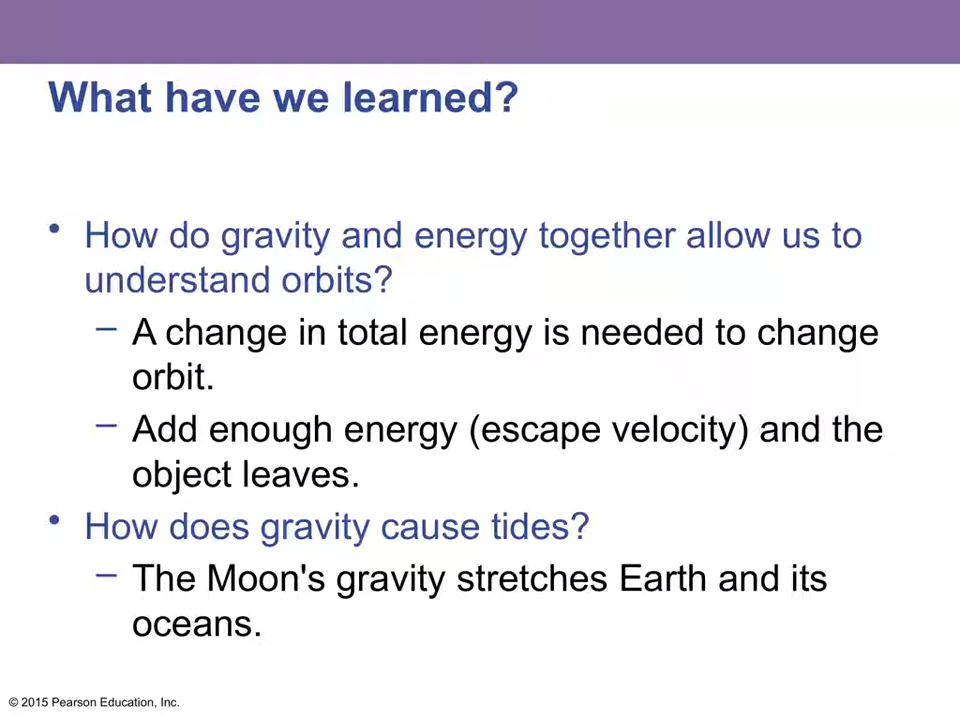 What have we learned?
• How do gravity and energy together allow us to
understand orbits?
– A change in total energy is needed to change
orbit.
– Add enough energy (escape velocity) and the
object leaves.
• How does gravity cause tides?
– The Moon's gravity stretches Earth and its
oceans.
© 2015 Pearson Education, Inc.